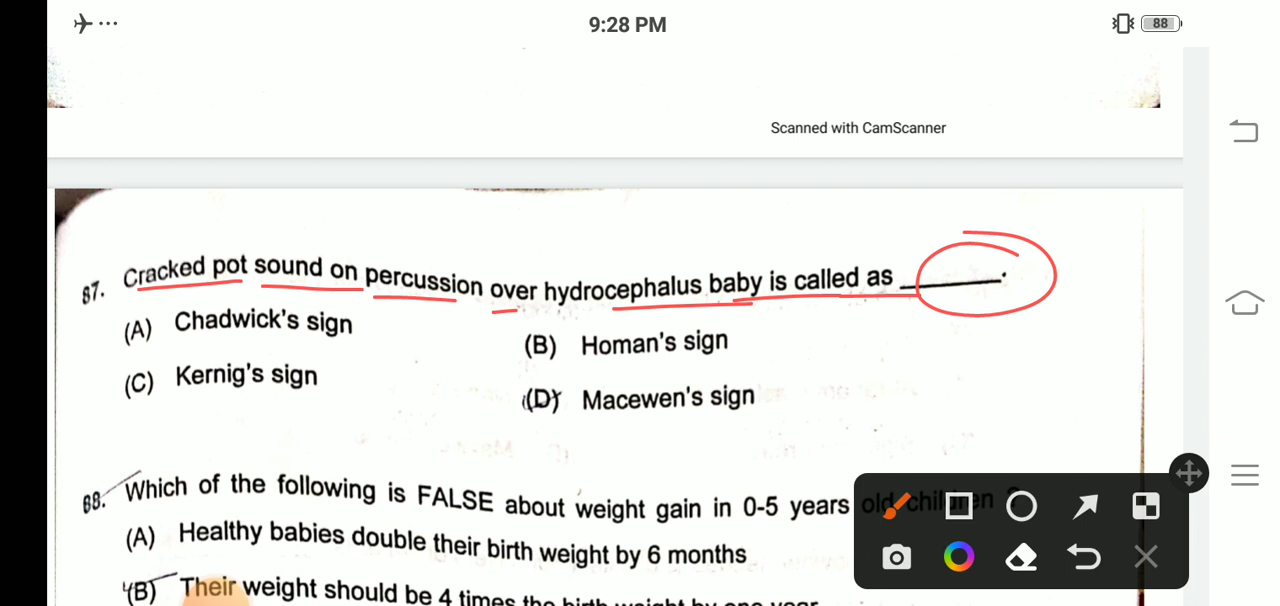 9:28 PM
88
Scanned with CamScanner
87. Cracked pot sound on percussion over hydrocephalus baby is called as ________.
(A) Chadwick's sign
(B) Homan's sign
(C) Kernig's sign
(D) Macewen's sign
68. Which of the following is FALSE about weight gain in 0-5 years old children ?
(A) Healthy babies double their birth weight by 6 months
(B) Their weight should be 4 times the birth weight by one year